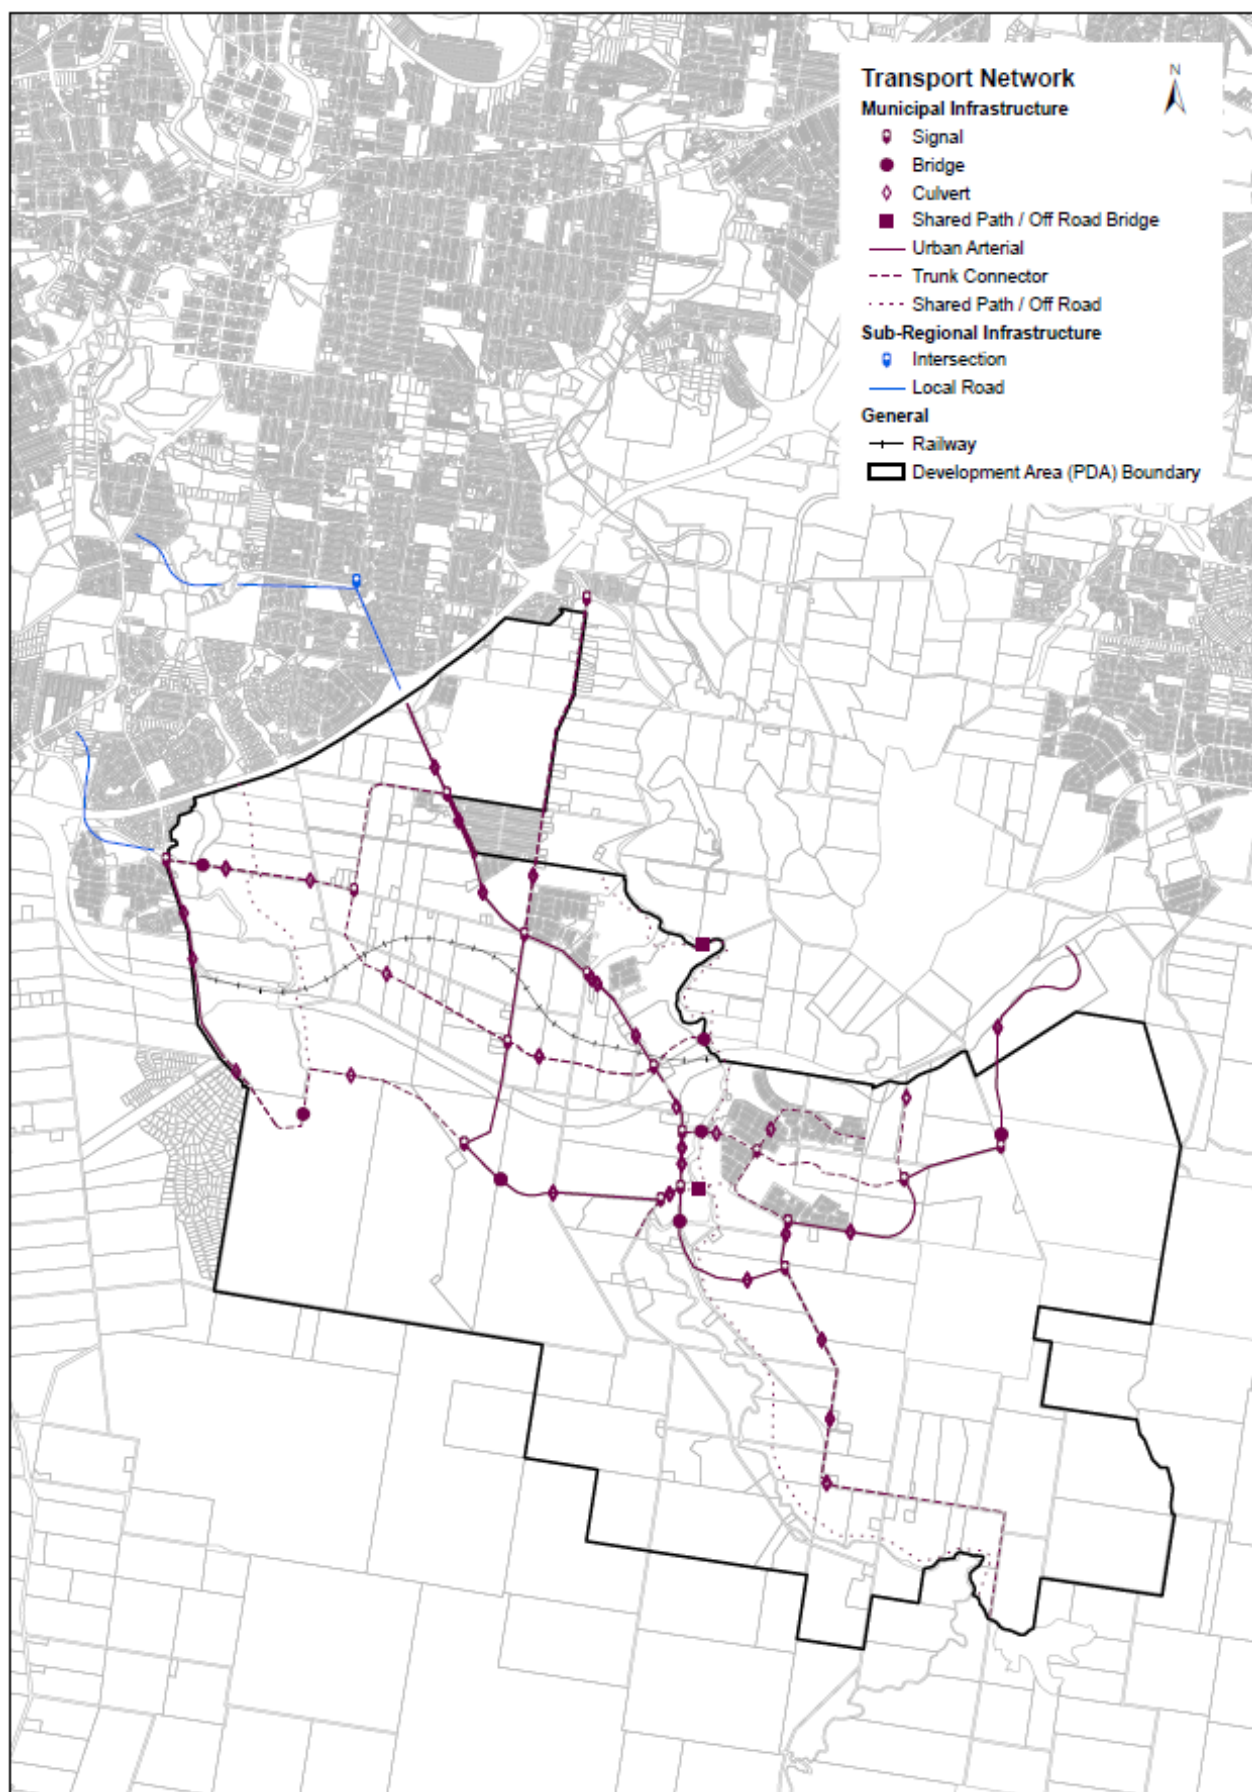 Transport Network
N
Municipal Infrastructure
Signal
Bridge
Culvert
Shared Path / Off Road Bridge
Urban Arterial
Trunk Connector
Shared Path / Off Road
Sub-Regional Infrastructure
Intersection
Local Road
General
Railway
Development Area (PDA) Boundary